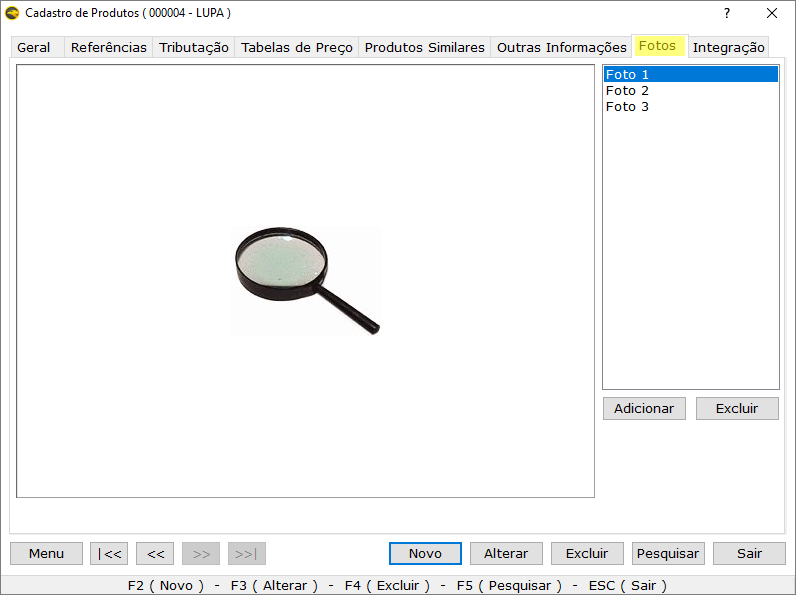 Cadastro de Produtos ( 000004 - LUPA )
?
Geral Referências Tributação Tabelas de Preço Produtos Similares Outras Informações Fotos Integração
Foto 1
Foto 2
Foto 3
Adicionar Excluir
Menu |<< << >> >>| Novo Alterar Excluir Pesquisar Sair
F2 ( Novo ) - F3 ( Alterar ) - F4 ( Excluir ) - F5 ( Pesquisar ) - ESC ( Sair )